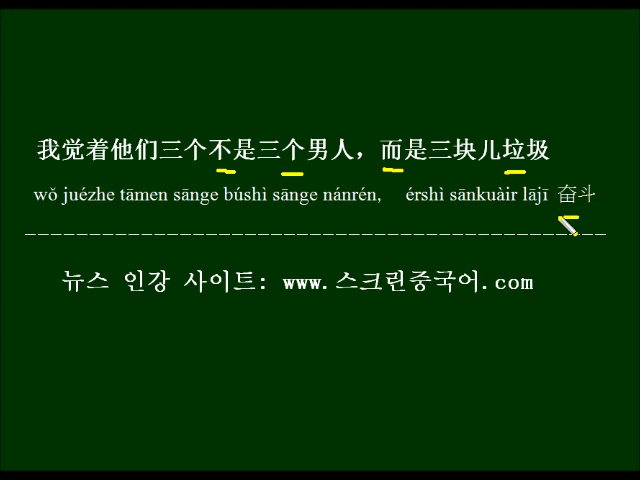 我觉着他们三个不是三个男人，而是三块儿垃圾
wǒ juézhe tāmen sānge búshì sānge nánrén, érshì sānkuàir lājī 奋斗
뉴스 인강 사이트: www.스크린중국어.com